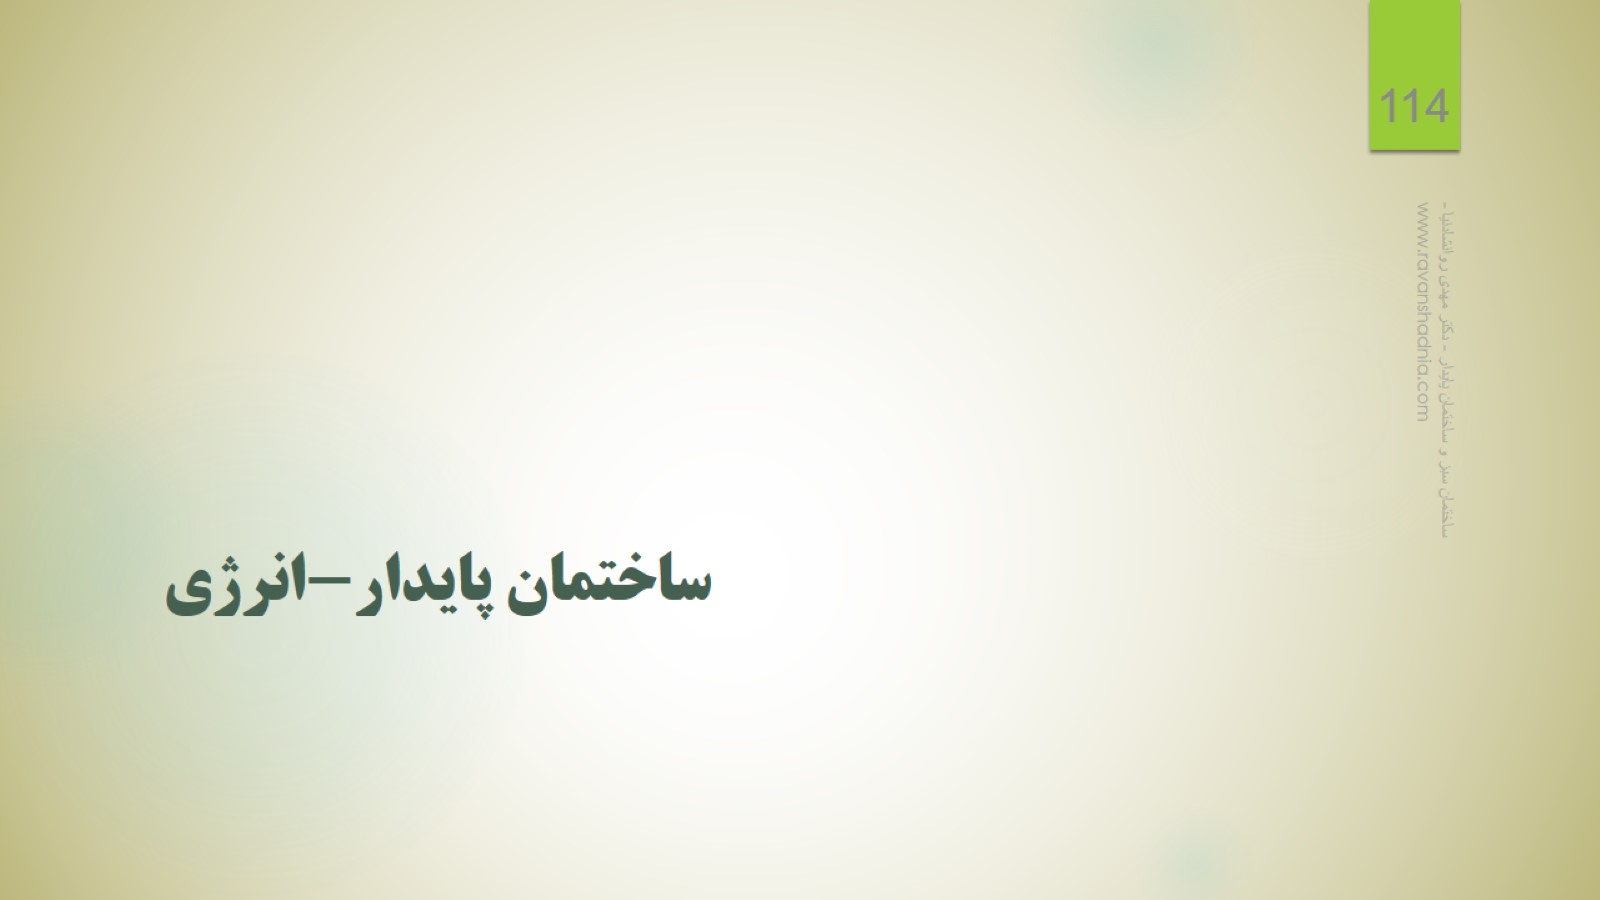 114
ساختمان سبز و ساختمان پایدار - دکتر مهدی روانشادنیا -
www.ravanshadnia.com
ساختمان پایدار –انرژی